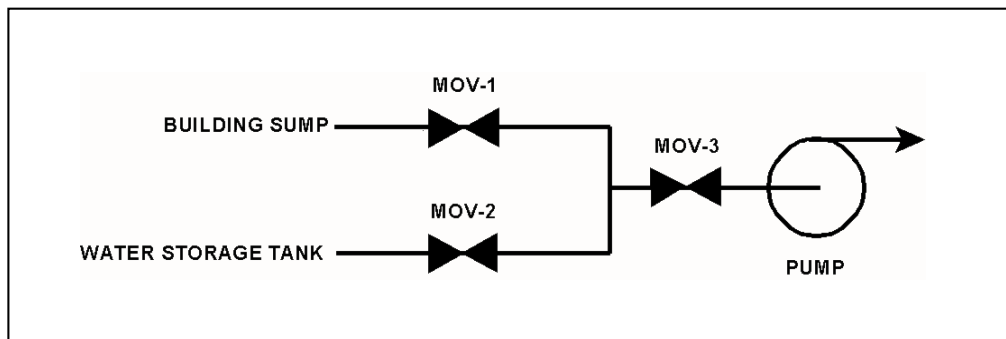 MOV-1
BUILDING SUMP
MOV-3
MOV-2
WATER STORAGE TANK
PUMP